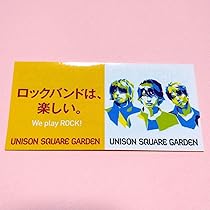 ロックバンドは、
楽しい。
We play ROCK!
UNISON SQUARE GARDEN
UNISON SQUARE GARDEN